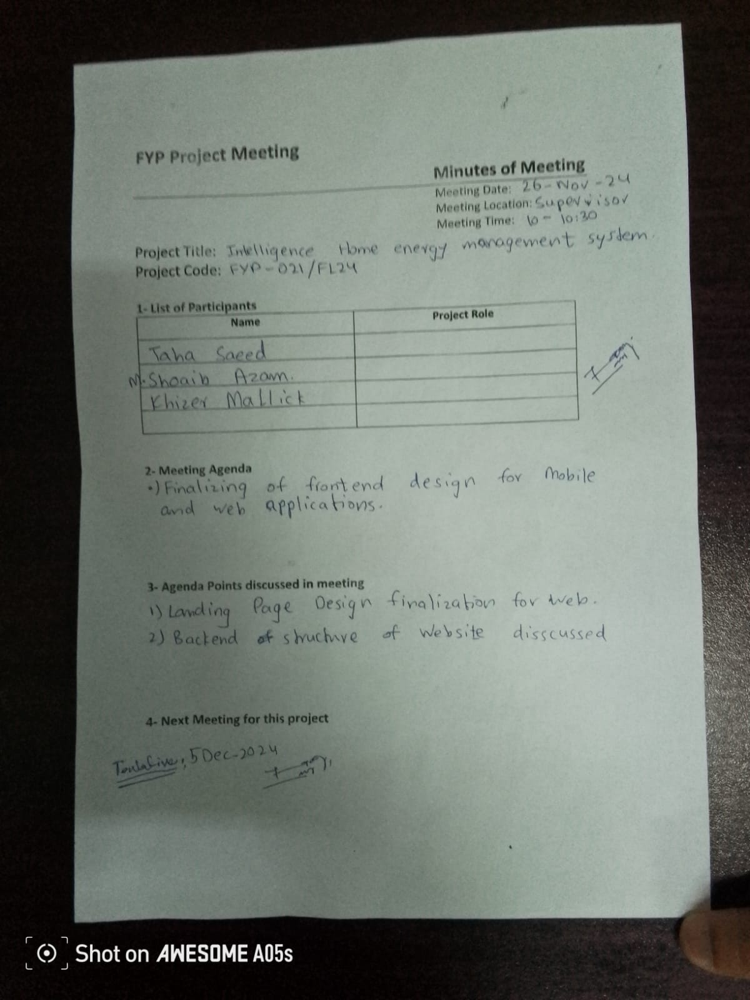 FYP Project Meeting
Minutes of Meeting
Meeting Date: 26-Nov-24
Meeting Location: Supervisor
Meeting Time: 10 - 10:30
Project Title: Intelligence Home energy management system.
Project Code: FYP-021/FL24
1- List of Participants
Name Project Role
Taha Saeed
M.Shoaib Azam.
Khizer Mallick
2- Meeting Agenda
•) Finalizing of frontend design for Mobile
and web applications.
3- Agenda Points discussed in meeting
1) Landing Page Design finalization for web.
2) Backend of structure of website disscussed
4- Next Meeting for this project
Tentative: 5Dec-2024
Shot on AWESOME A05s